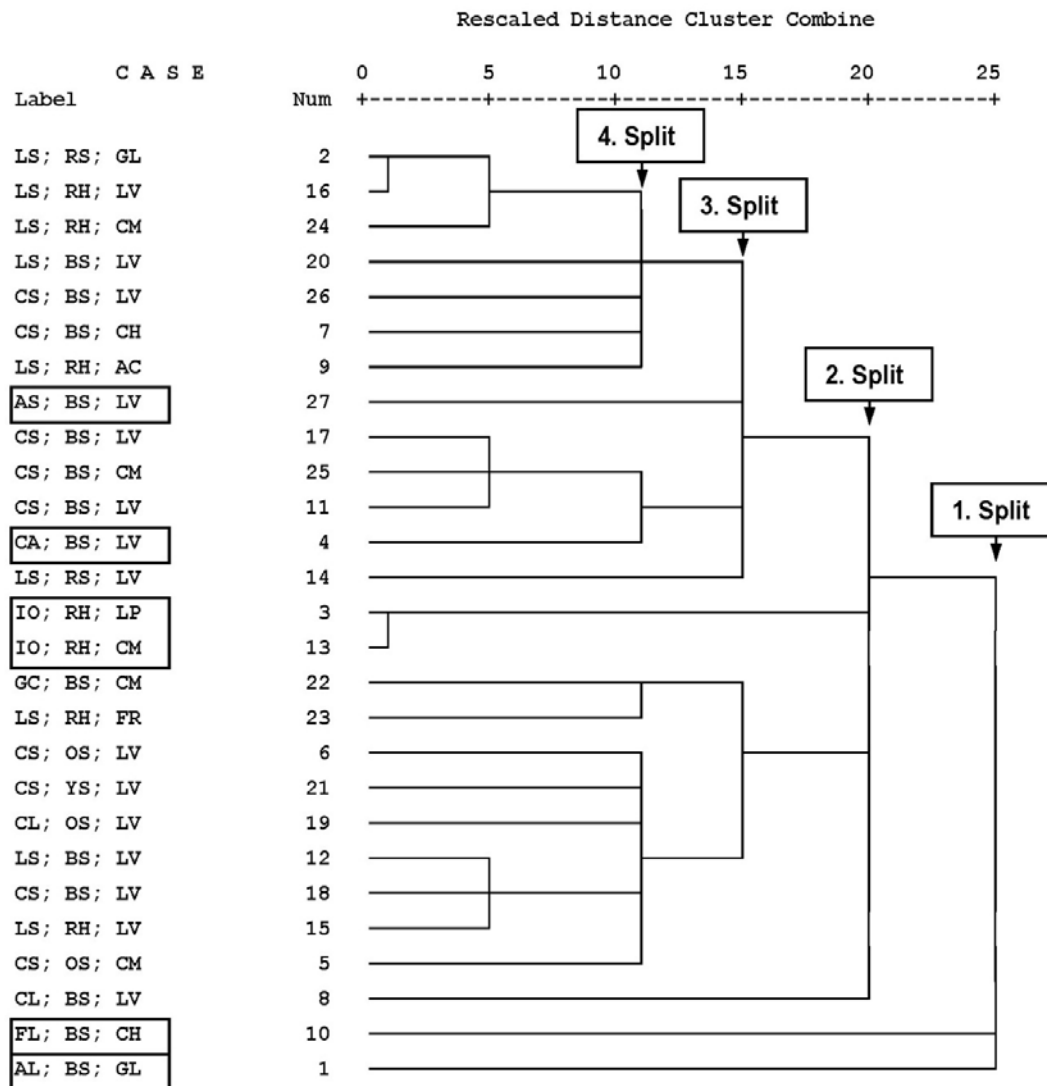 Rescaled Distance Cluster Combine
C A S E 0 5 10 15 20 25
Label Num +---------+---------+---------+---------+---------+
4. Split
LS; RS; GL 2
LS; RH; LV 16
3. Split
LS; RH; CM 24
LS; BS; LV 20
CS; BS; LV 26
CS; BS; CH 7
LS; RH; AC 9
2. Split
AS; BS; LV 27
CS; BS; LV 17
CS; BS; CM 25
CS; BS; LV 11
1. Split
CA; BS; LV 4
LS; RS; LV 14
IO; RH; LP 3
IO; RH; CM 13
GC; BS; CM 22
LS; RH; FR 23
CS; OS; LV 6
CS; YS; LV 21
CL; OS; LV 19
LS; BS; LV 12
CS; BS; LV 18
LS; RH; LV 15
CS; OS; CM 5
CL; BS; LV 8
FL; BS; CH 10
AL; BS; GL 1